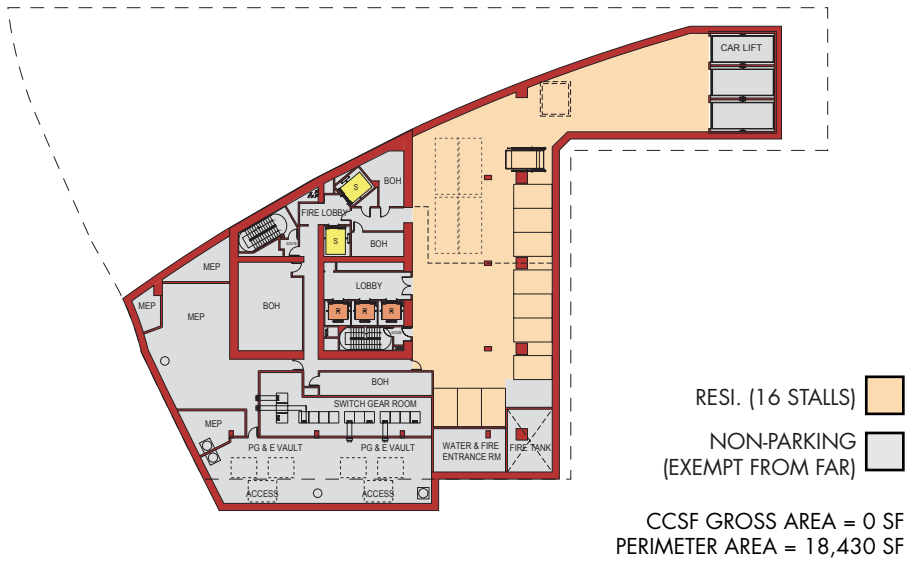 CAR LIFT
BOH
S
FIRE LOBBY
S
BOH
MEP
LOBBY
MEP
MEP
BOH
R
R
R
BOH
SWITCH GEAR ROOM
MEP
PG & E VAULT
PG & E VAULT
WATER & FIRE
ENTRANCE RM
FIRE TANK
ACCESS
ACCESS
RESI. (16 STALLS)
NON-PARKING
(EXEMPT FROM FAR)
CCSF GROSS AREA = 0 SF
PERIMETER AREA = 18,430 SF